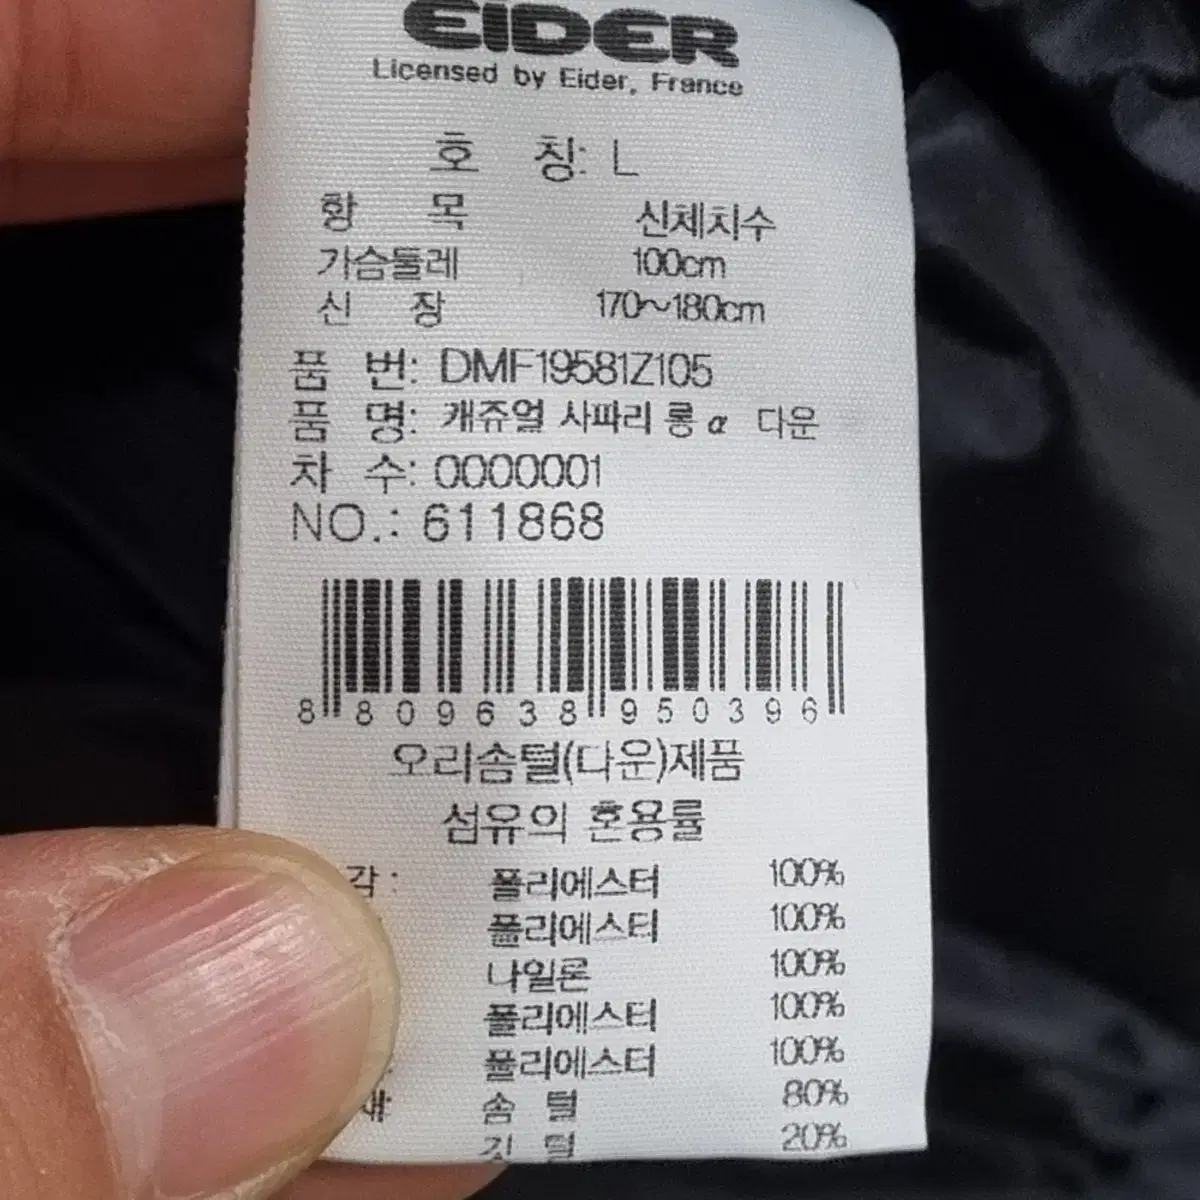 EIDER
Licensed by Eider, France
호 칭: L
항 목 신체치수
가슴둘레 100cm
신 장 170~180cm
품 번: DMF19581Z105
품 명: 캐쥬얼 사파리 롱 α 다운
차 수: 0000001
NO.: 611868
8 809638 950396
오리솜털(다운)제품
섬유의 혼용률
폴리에스터 100%
폴리에스터 100%
나일론 100%
폴리에스터 100%
폴리에스터 100%
솜 털 80%
깃 털 20%